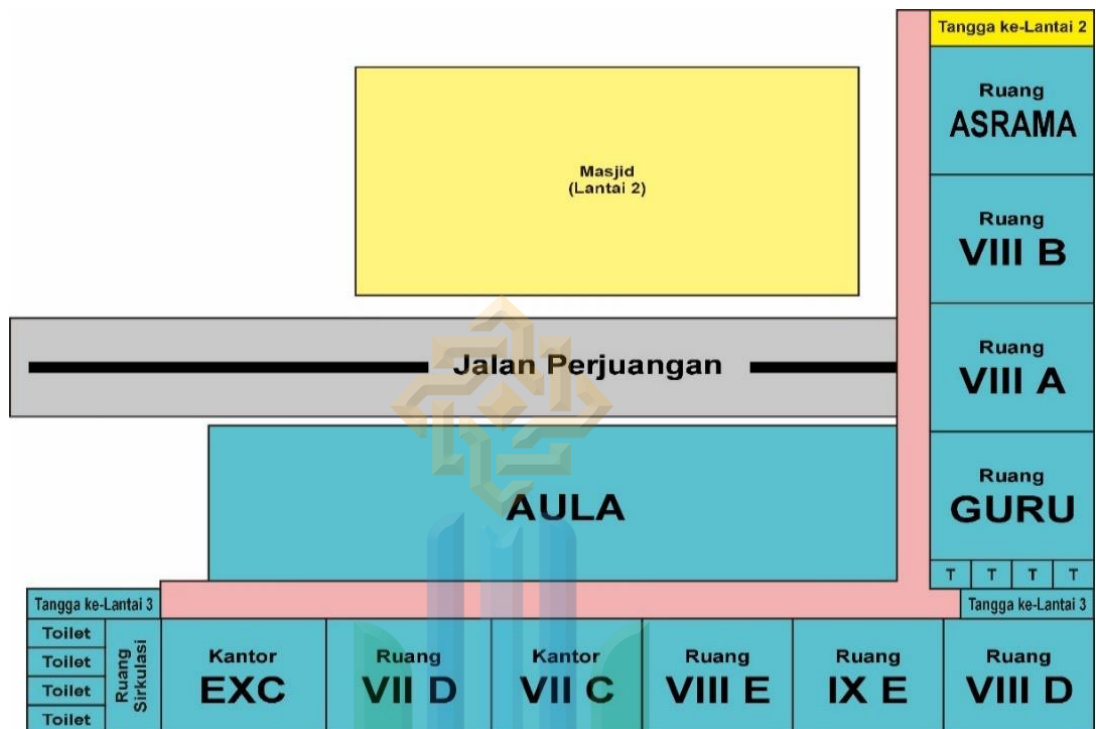 Tangga ke-Lantai 2
Ruang
ASRAMA
Masjid
(Lantai 2)
Ruang
VIII B
Jalan Perjuangan
Ruang
VIII A
AULA
Ruang
GURU
T T T T
Tangga ke-Lantai 3
Tangga ke-Lantai 3
Toilet
Toilet
Toilet
Toilet
Ruang
Sirkulasi
Kantor
EXC
Ruang
VII D
Kantor
VII C
Ruang
VIII E
Ruang
IX E
Ruang
VIII D